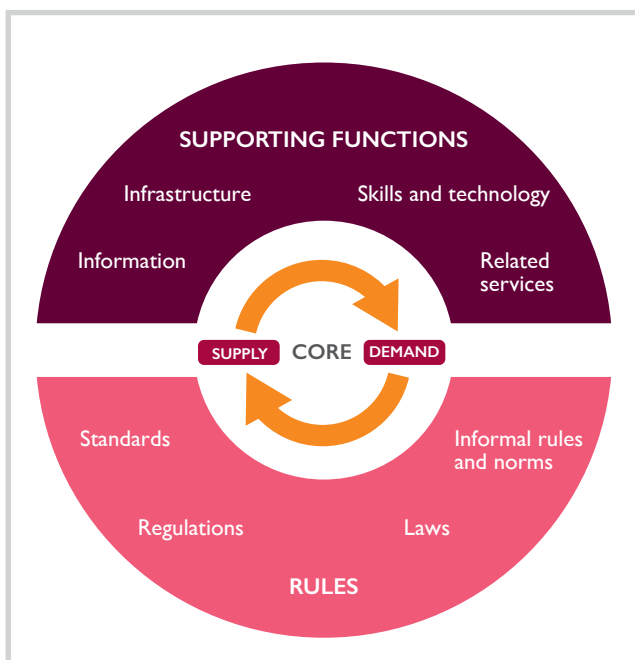 SUPPORTING FUNCTIONS
Infrastructure
Skills and technology
Information
Related
services
SUPPLY
CORE
DEMAND
Standards
Informal rules
and norms
Regulations
Laws
RULES